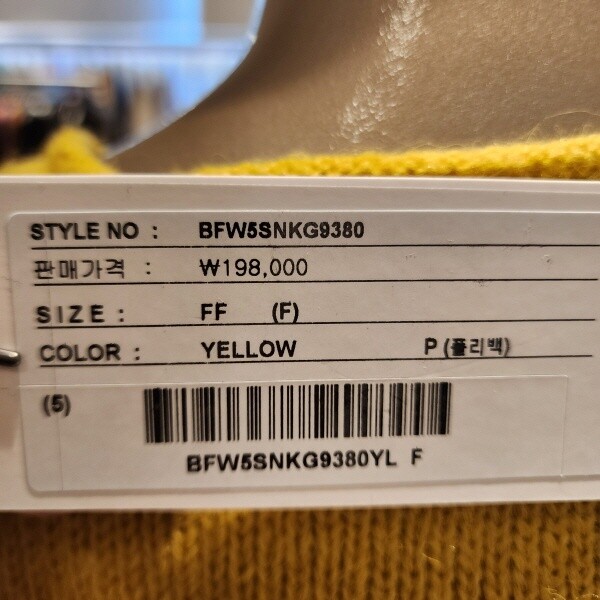 STYLE NO : BFW5SNKG9380
판매가격 : ₩198,000
SIZE : FF (F)
COLOR : YELLOW P (폴리백)
(5)
BFW5SNKG9380YL F